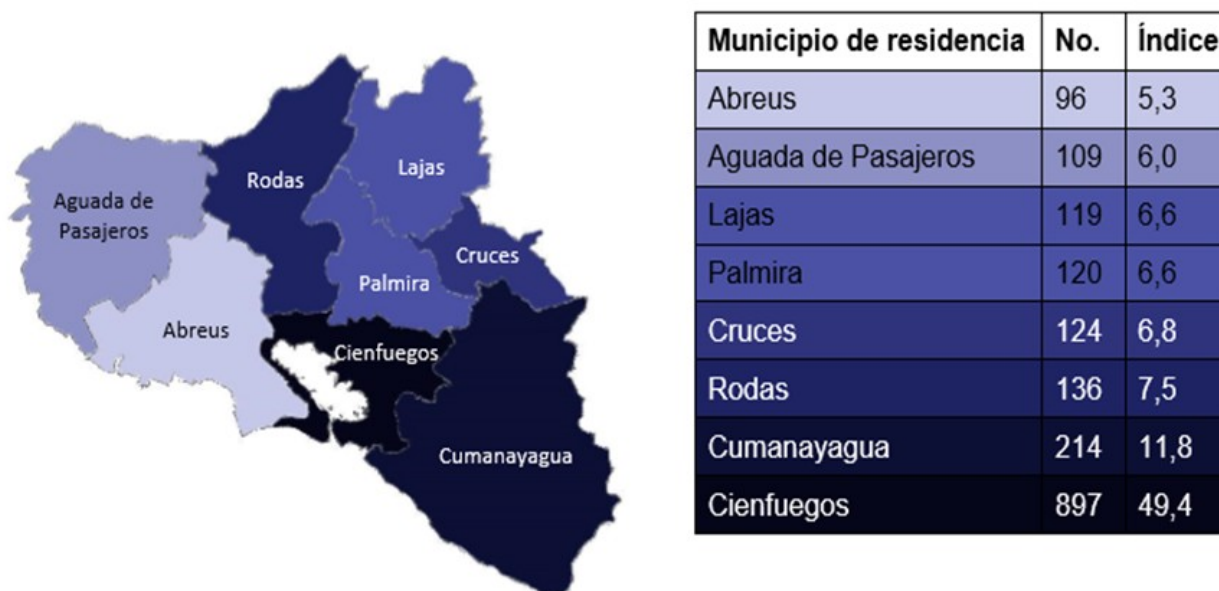 Rodas
Lajas
Aguada de
Pasajeros
Cruces
Palmira
Abreus
Cienfuegos
Cumanayagua
Municipio de residencia No. Índice
Abreus 96 5,3
Aguada de Pasajeros 109 6,0
Lajas 119 6,6
Palmira 120 6,6
Cruces 124 6,8
Rodas 136 7,5
Cumanayagua 214 11,8
Cienfuegos 897 49,4